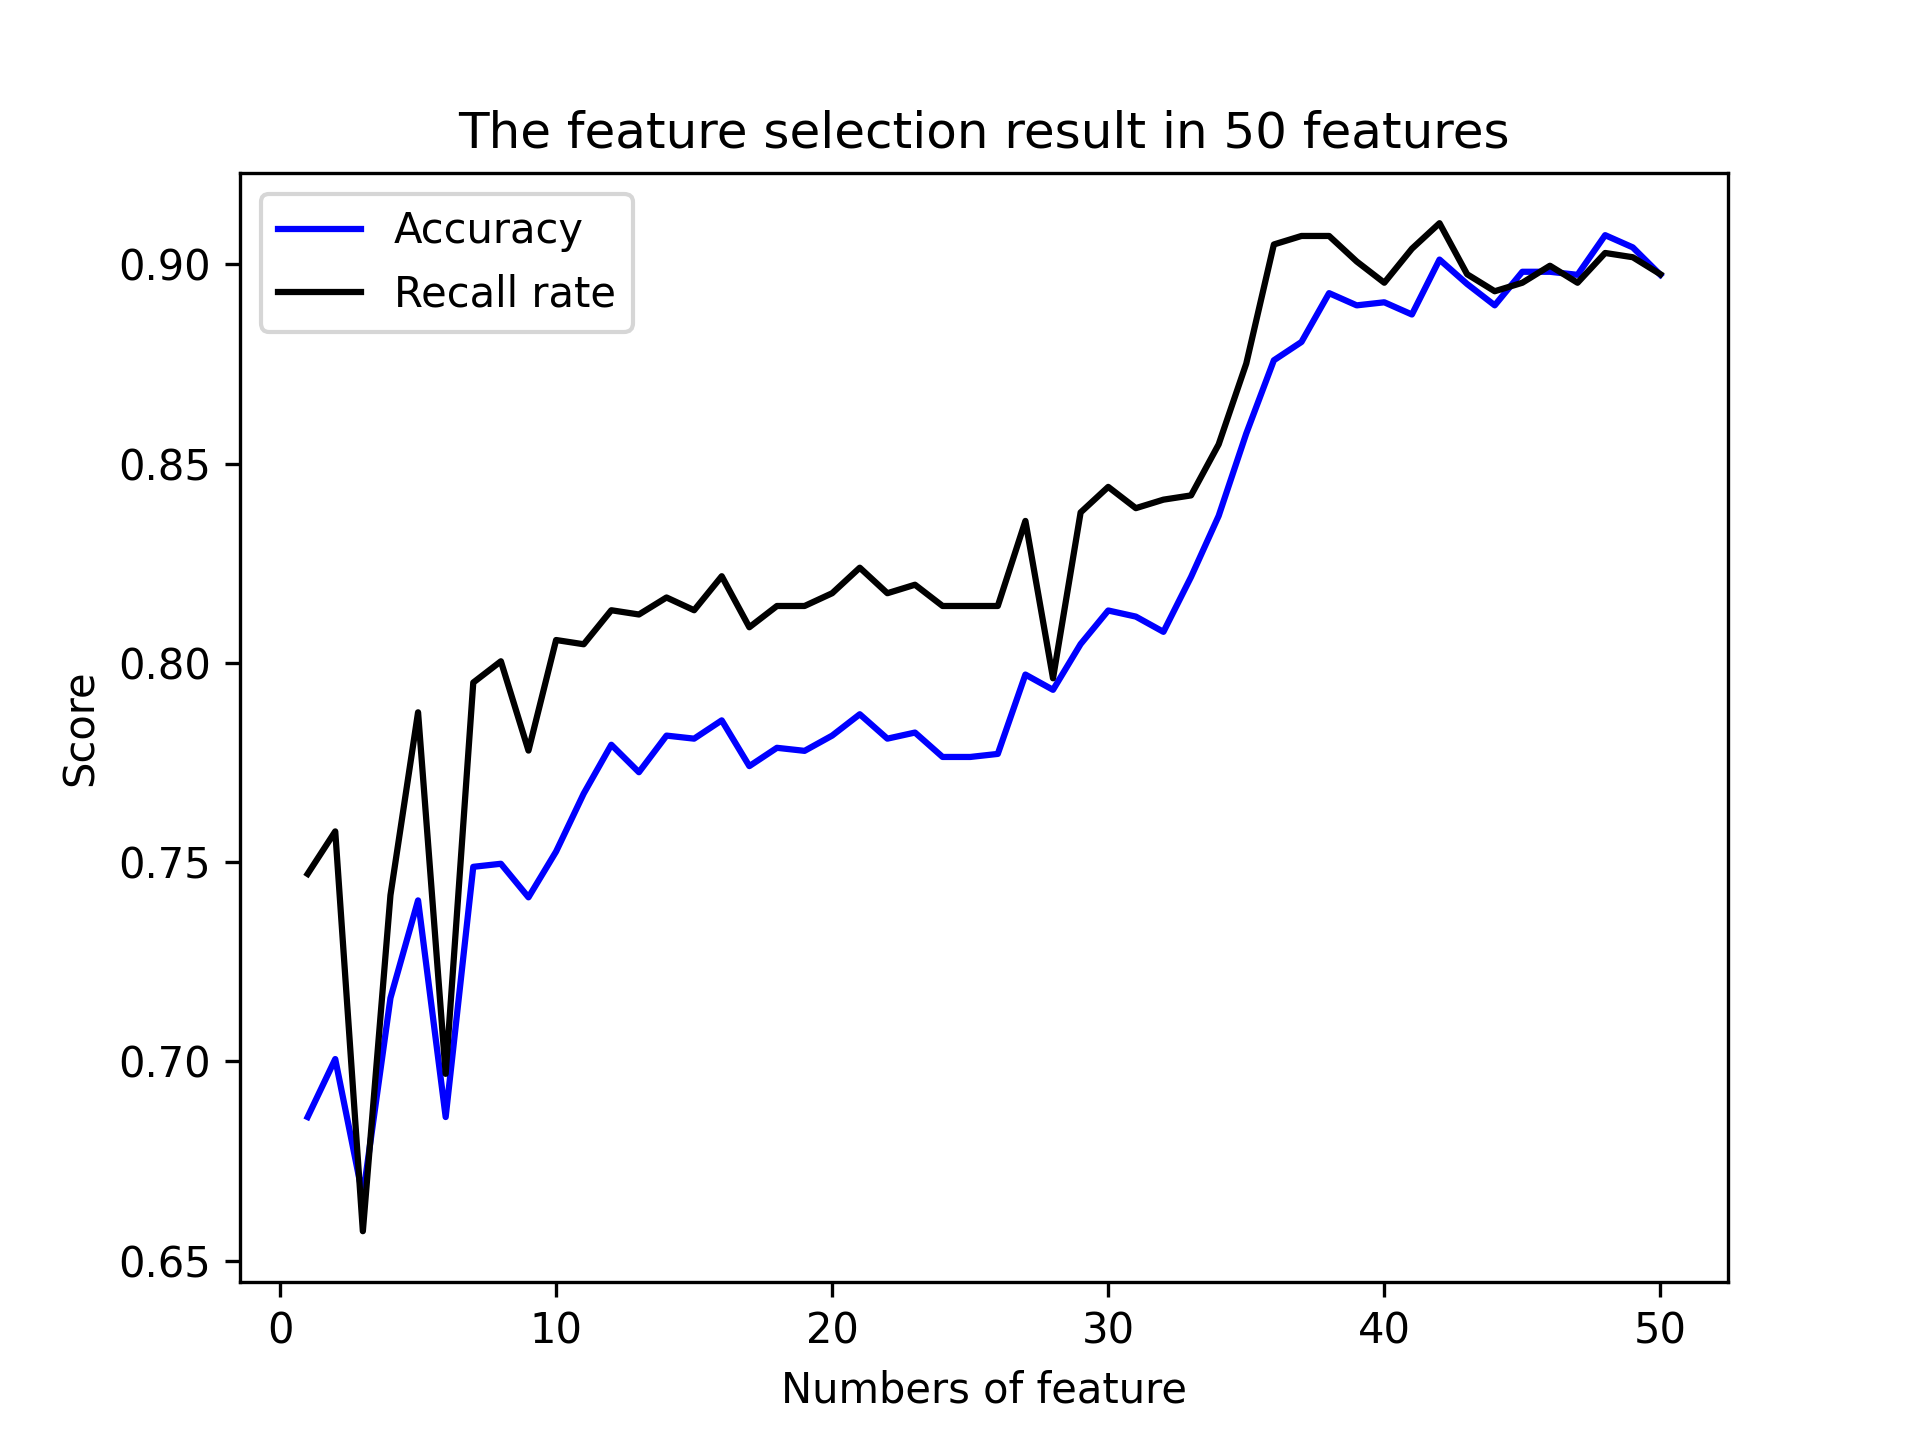 The feature selection result in 50 features
Accuracy
Recall rate
0.90
0.85
0.80
0.75
0.70
0.65
Score
0 10 20 30 40 50
Numbers of feature